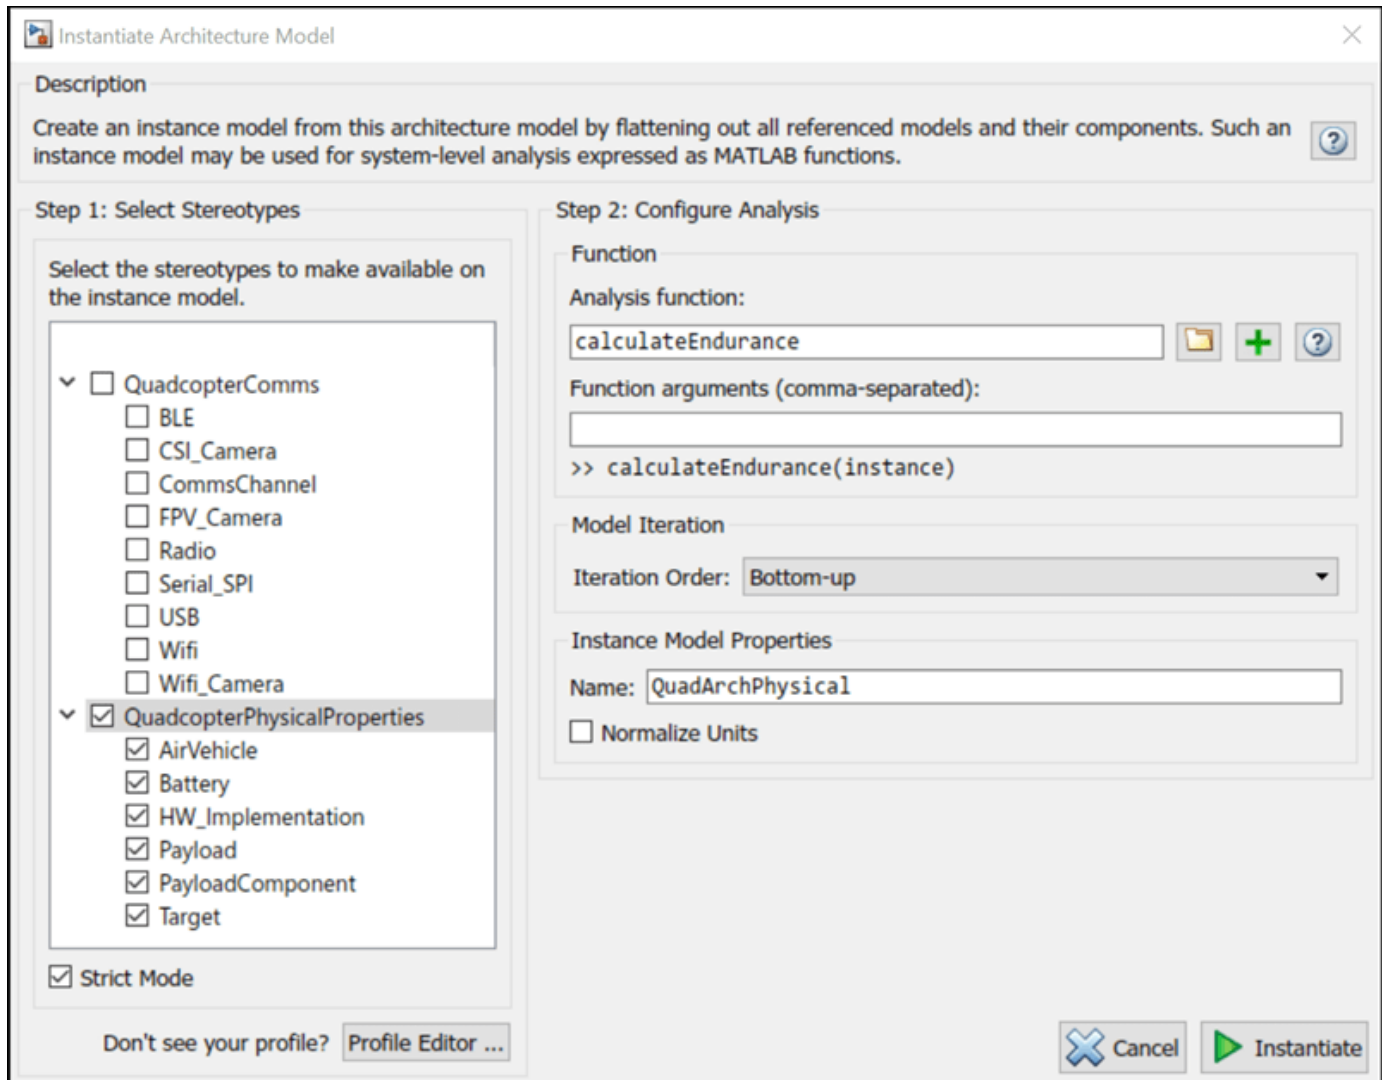 Instantiate Architecture Model
Description
Create an instance model from this architecture model by flattening out all referenced models and their components. Such an
instance model may be used for system-level analysis expressed as MATLAB functions.
Step 1: Select Stereotypes
Select the stereotypes to make available on
the instance model.
QuadcopterComms
BLE
CSI_Camera
CommsChannel
FPV_Camera
Radio
Serial_SPI
USB
Wifi
Wifi_Camera
QuadcopterPhysicalProperties
AirVehicle
Battery
HW_Implementation
Payload
PayloadComponent
Target
Strict Mode
Don't see your profile? Profile Editor ...
Step 2: Configure Analysis
Function
Analysis function:
calculateEndurance
Function arguments (comma-separated):
>> calculateEndurance(instance)
Model Iteration
Iteration Order: Bottom-up
Instance Model Properties
Name: QuadArchPhysical
Normalize Units
Cancel Instantiate